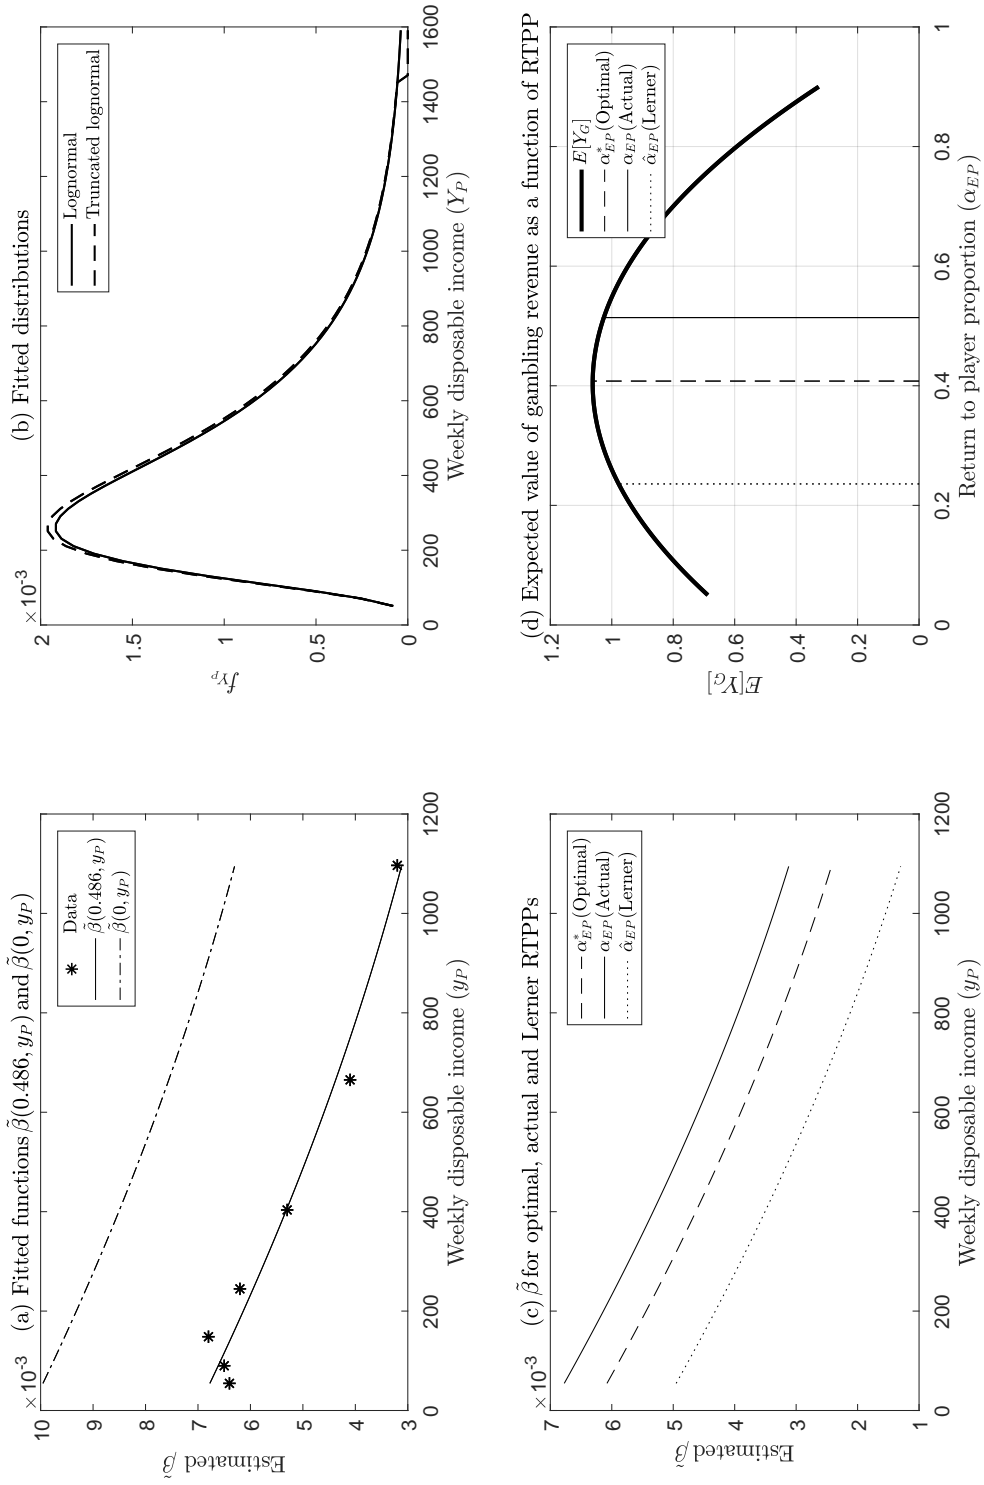 (a) Fitted functions β̃(0.486, y_P) and β̃(0, y_P)
×10^-3
10
9
8
7
6
5
4
3
Estimated β̃
0
200
400
600
800
1000
1200
Weekly disposable income (y_P)
Data
β̃(0.486, y_P)
β̃(0, y_P)
(b) Fitted distributions
×10^-3
2
1.5
1
0.5
0
f_{Y_P}
0
200
400
600
800
1000
1200
1400
1600
Weekly disposable income (Y_P)
Lognormal
Truncated lognormal
(c) β̃ for optimal, actual and Lerner RTPPs
×10^-3
7
6
5
4
3
2
1
Estimated β̃
0
200
400
600
800
1000
1200
Weekly disposable income (y_P)
α*_EP (Optimal)
α_EP (Actual)
α̂_EP (Lerner)
(d) Expected value of gambling revenue as a function of RTPP
1.2
1
0.8
0.6
0.4
0.2
0
E[Y_G]
0
0.2
0.4
0.6
0.8
1
Return to player proportion (α_EP)
E[Y_G]
α*_EP (Optimal)
α_EP (Actual)
α̂_EP (Lerner)